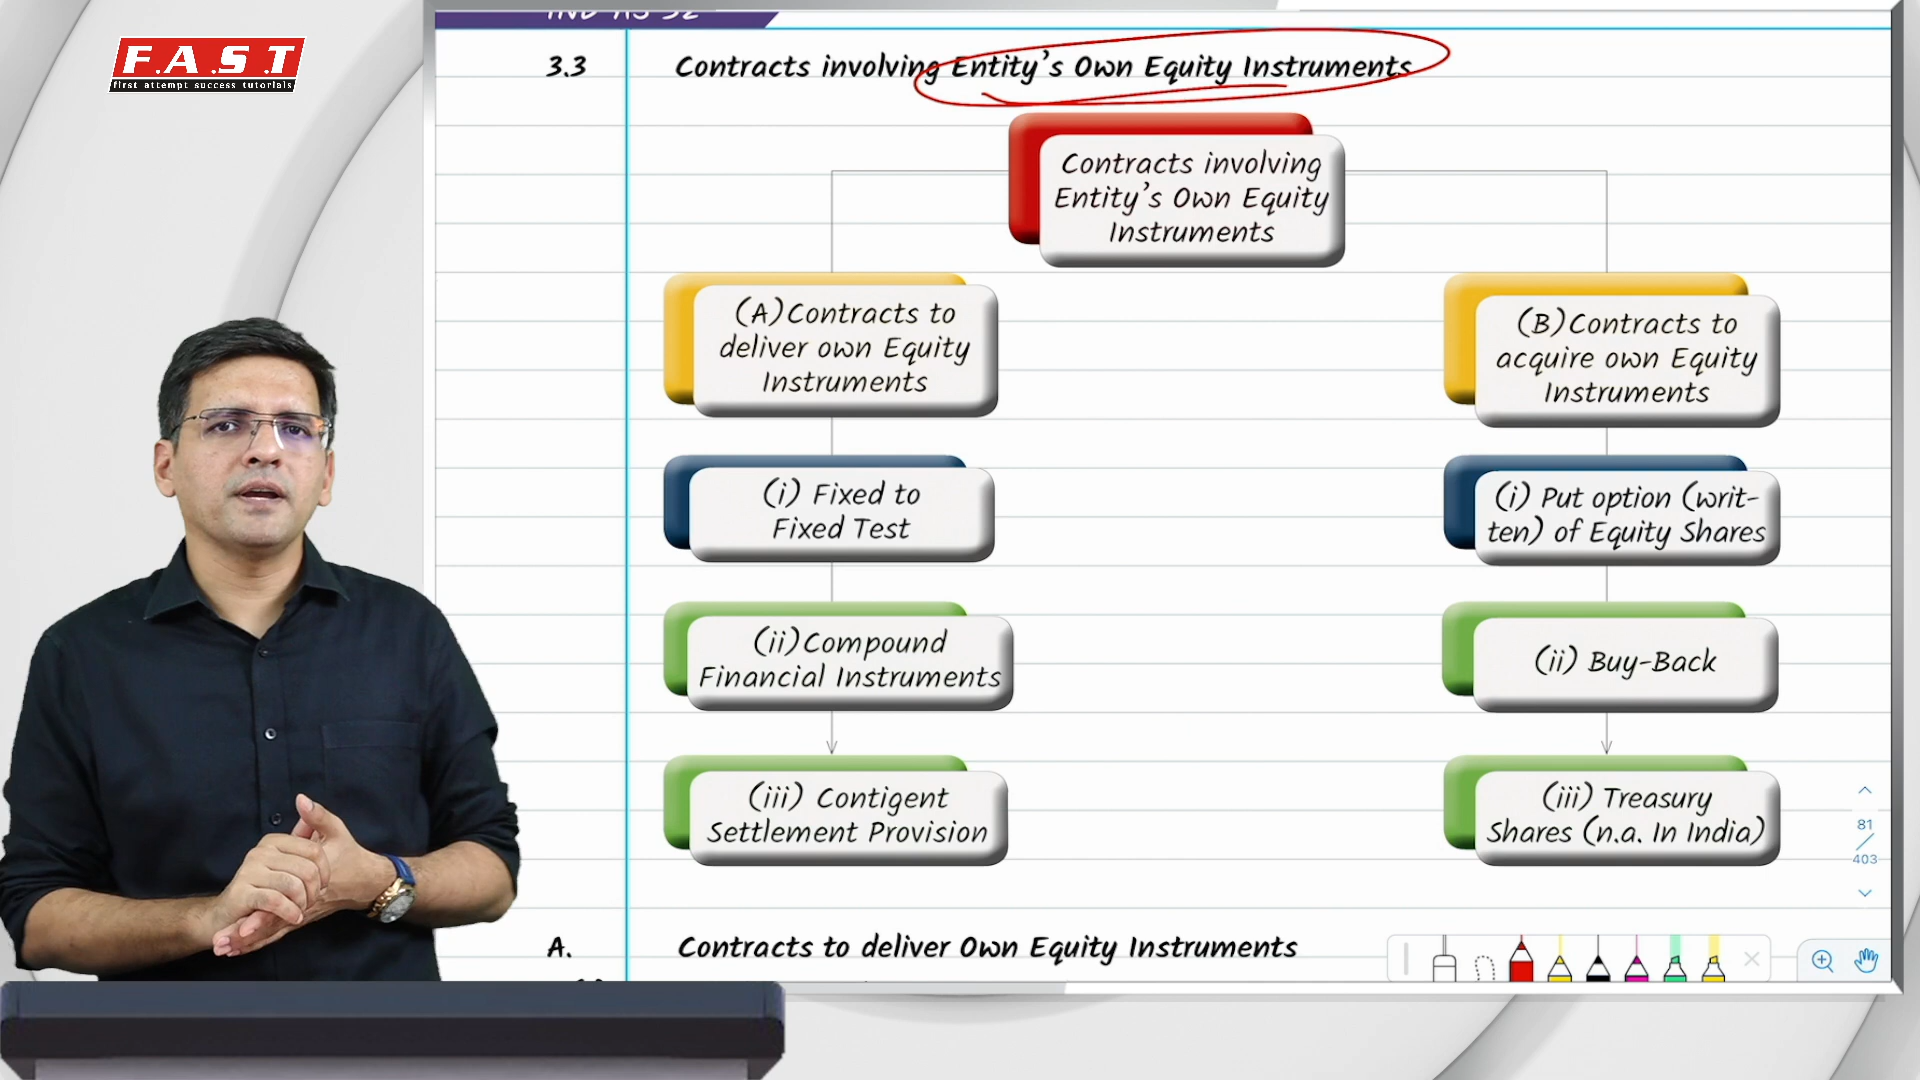 F.A.S.T
first attempt success tutorials
IND AS 32
3.3 Contracts involving Entity's Own Equity Instruments
Contracts involving
Entity's Own Equity
Instruments
(A)Contracts to
deliver own Equity
Instruments
(B)Contracts to
acquire own Equity
Instruments
(i) Fixed to
Fixed Test
(i) Put option (writ-
ten) of Equity Shares
(ii)Compound
Financial Instruments
(ii) Buy-Back
(iii) Contigent
Settlement Provision
(iii) Treasury
Shares (n.a. In India)
81
403
A. Contracts to deliver Own Equity Instruments